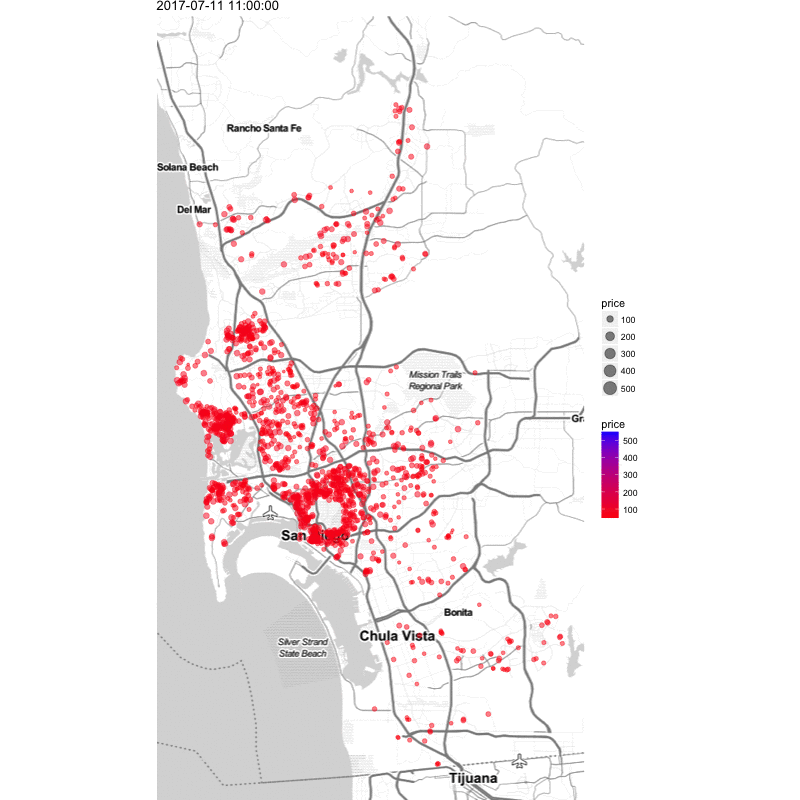 2017-07-11 11:00:00
Rancho Santa Fe
Solana Beach
Del Mar
Mission Trails
Regional Park
Gr
San Diego
Bonita
Chula Vista
Silver Strand
State Beach
Tijuana
price
100
200
300
400
500
price
500
400
300
200
100